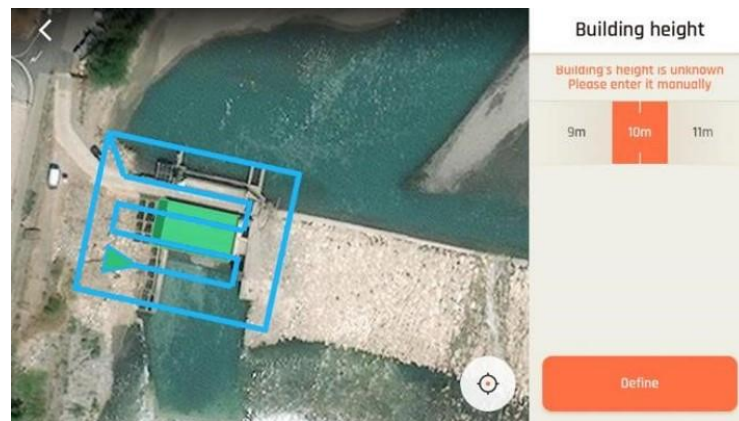 Building height
Building's height is unknown
Please enter it manually
9m 10m 11m
Define